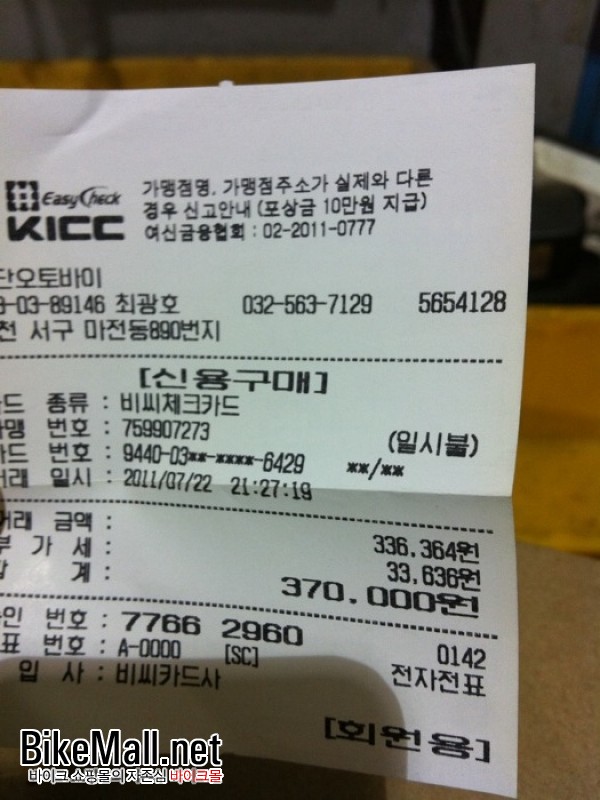 EasyCheck
KICC
가맹점명, 가맹점주소가 실제와 다른
경우 신고안내 (포상금 10만원 지급)
여신금융협회 : 02-2011-0777
단오토바이
-03-89146 최광호 032-563-7129 5654128
천 서구 마전동890번지
[신용구매]
드 종류 : 비씨체크카드
맹 번호 : 759907273 (일시불)
드 번호 : 9440-03**-****-6429 **/**
거래 일시 : 2011/07/22 21:27:19
거래 금액 : 336,364원
부 가 세 : 33,636원
합 계 : 370,000원
승인 번호 : 7766 2960
표 번호 : A-0000 [SC] 0142
입 사 : 비씨카드사 전자전표
[회원용]
BikeMall.net
바이크 쇼핑몰의 자존심 바이크몰